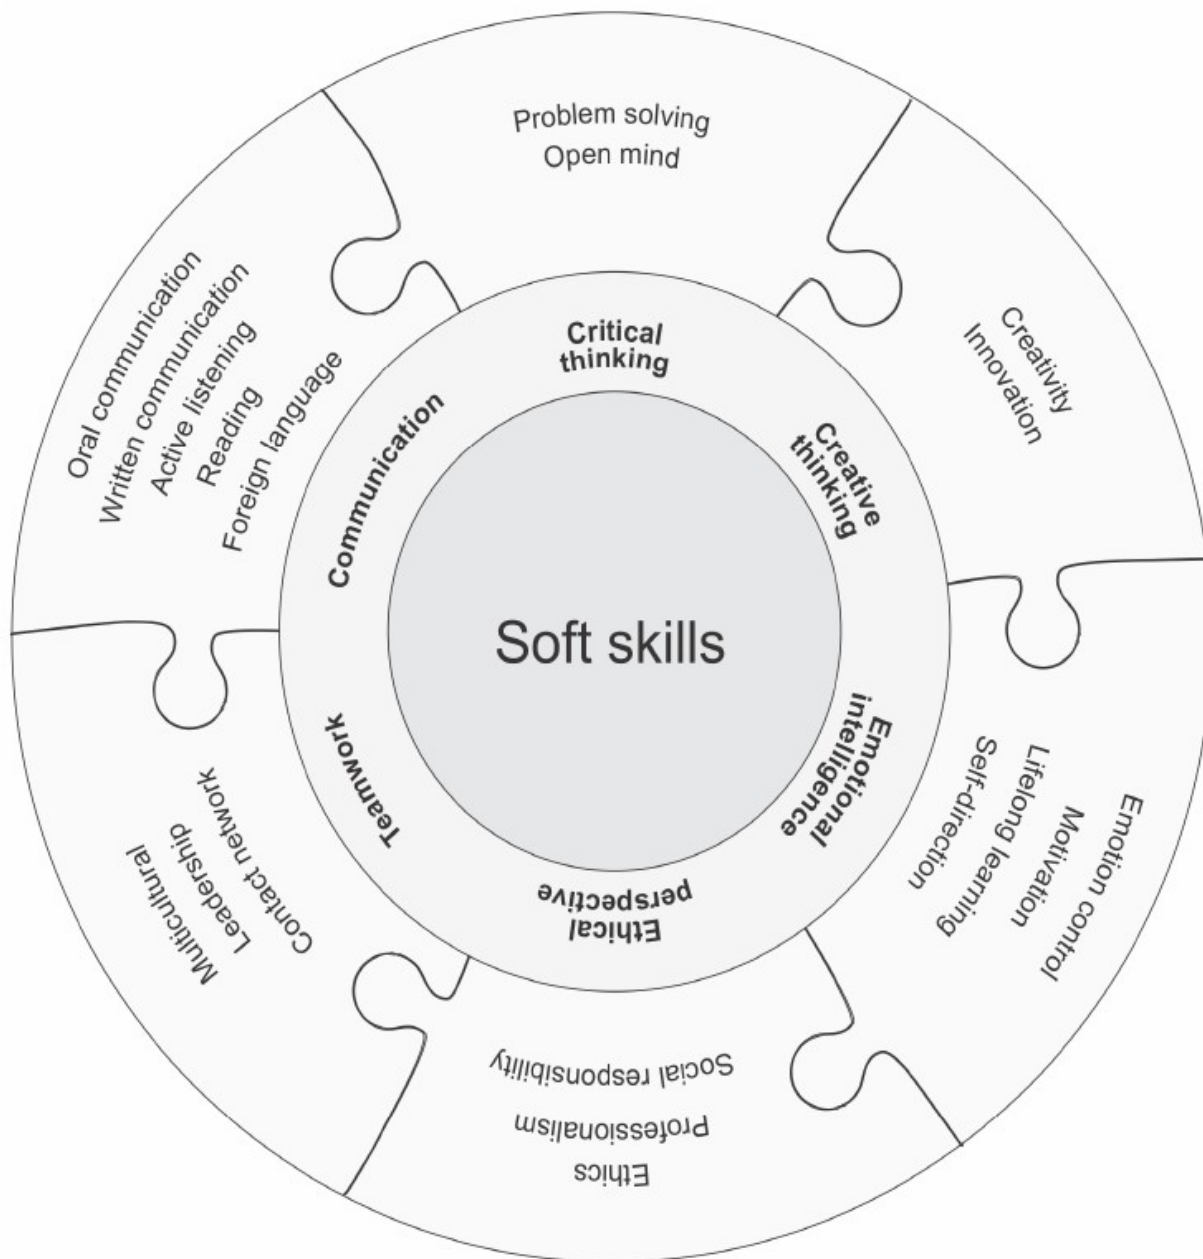 Problem solving
Open mind
Creativity
Innovation
Emotion control
Motivation
Lifelong learning
Self-direction
Ethics
Professionalism
Social responsibility
Multicultural
Leadership
Contact network
Oral communication
Written communication
Active listening
Reading
Foreign language
Critical
thinking
Creative
thinking
Emotional
intelligence
Ethical
perspective
Teamwork
Communication
Soft skills